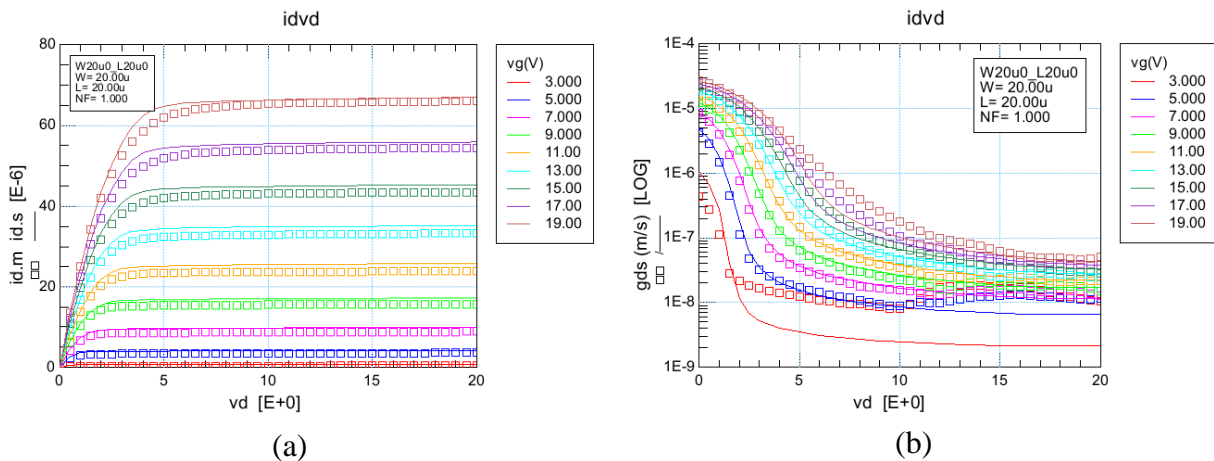 idvd
80
60
40
20
0
id.m id.s [E-6]
W20u0_L20u0
W= 20.00u
L= 20.00u
NF= 1.000
0 5 10 15 20
vd [E+0]
vg(V)
3.000
5.000
7.000
9.000
11.00
13.00
15.00
17.00
19.00
(a)
idvd
1E-4
1E-5
1E-6
1E-7
1E-8
1E-9
gds (m/s) [LOG]
W20u0_L20u0
W= 20.00u
L= 20.00u
NF= 1.000
0 5 10 15 20
vd [E+0]
vg(V)
3.000
5.000
7.000
9.000
11.00
13.00
15.00
17.00
19.00
(b)